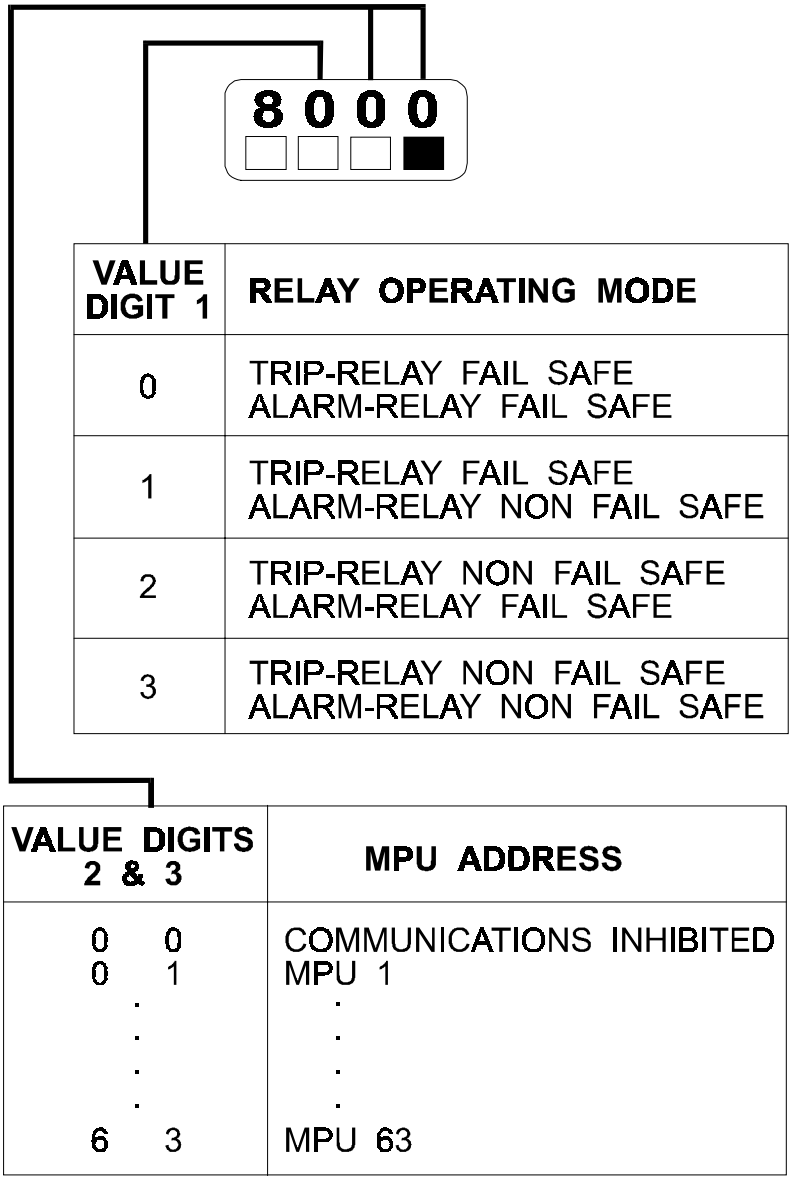 8 0 0 0
VALUE DIGIT 1 RELAY OPERATING MODE
0 TRIP-RELAY FAIL SAFE
ALARM-RELAY FAIL SAFE
1 TRIP-RELAY FAIL SAFE
ALARM-RELAY NON FAIL SAFE
2 TRIP-RELAY NON FAIL SAFE
ALARM-RELAY FAIL SAFE
3 TRIP-RELAY NON FAIL SAFE
ALARM-RELAY NON FAIL SAFE
VALUE DIGITS
2 & 3
MPU ADDRESS
0 0 COMMUNICATIONS INHIBITED
0 1 MPU 1
. .
. .
. .
. .
6 3 MPU 63